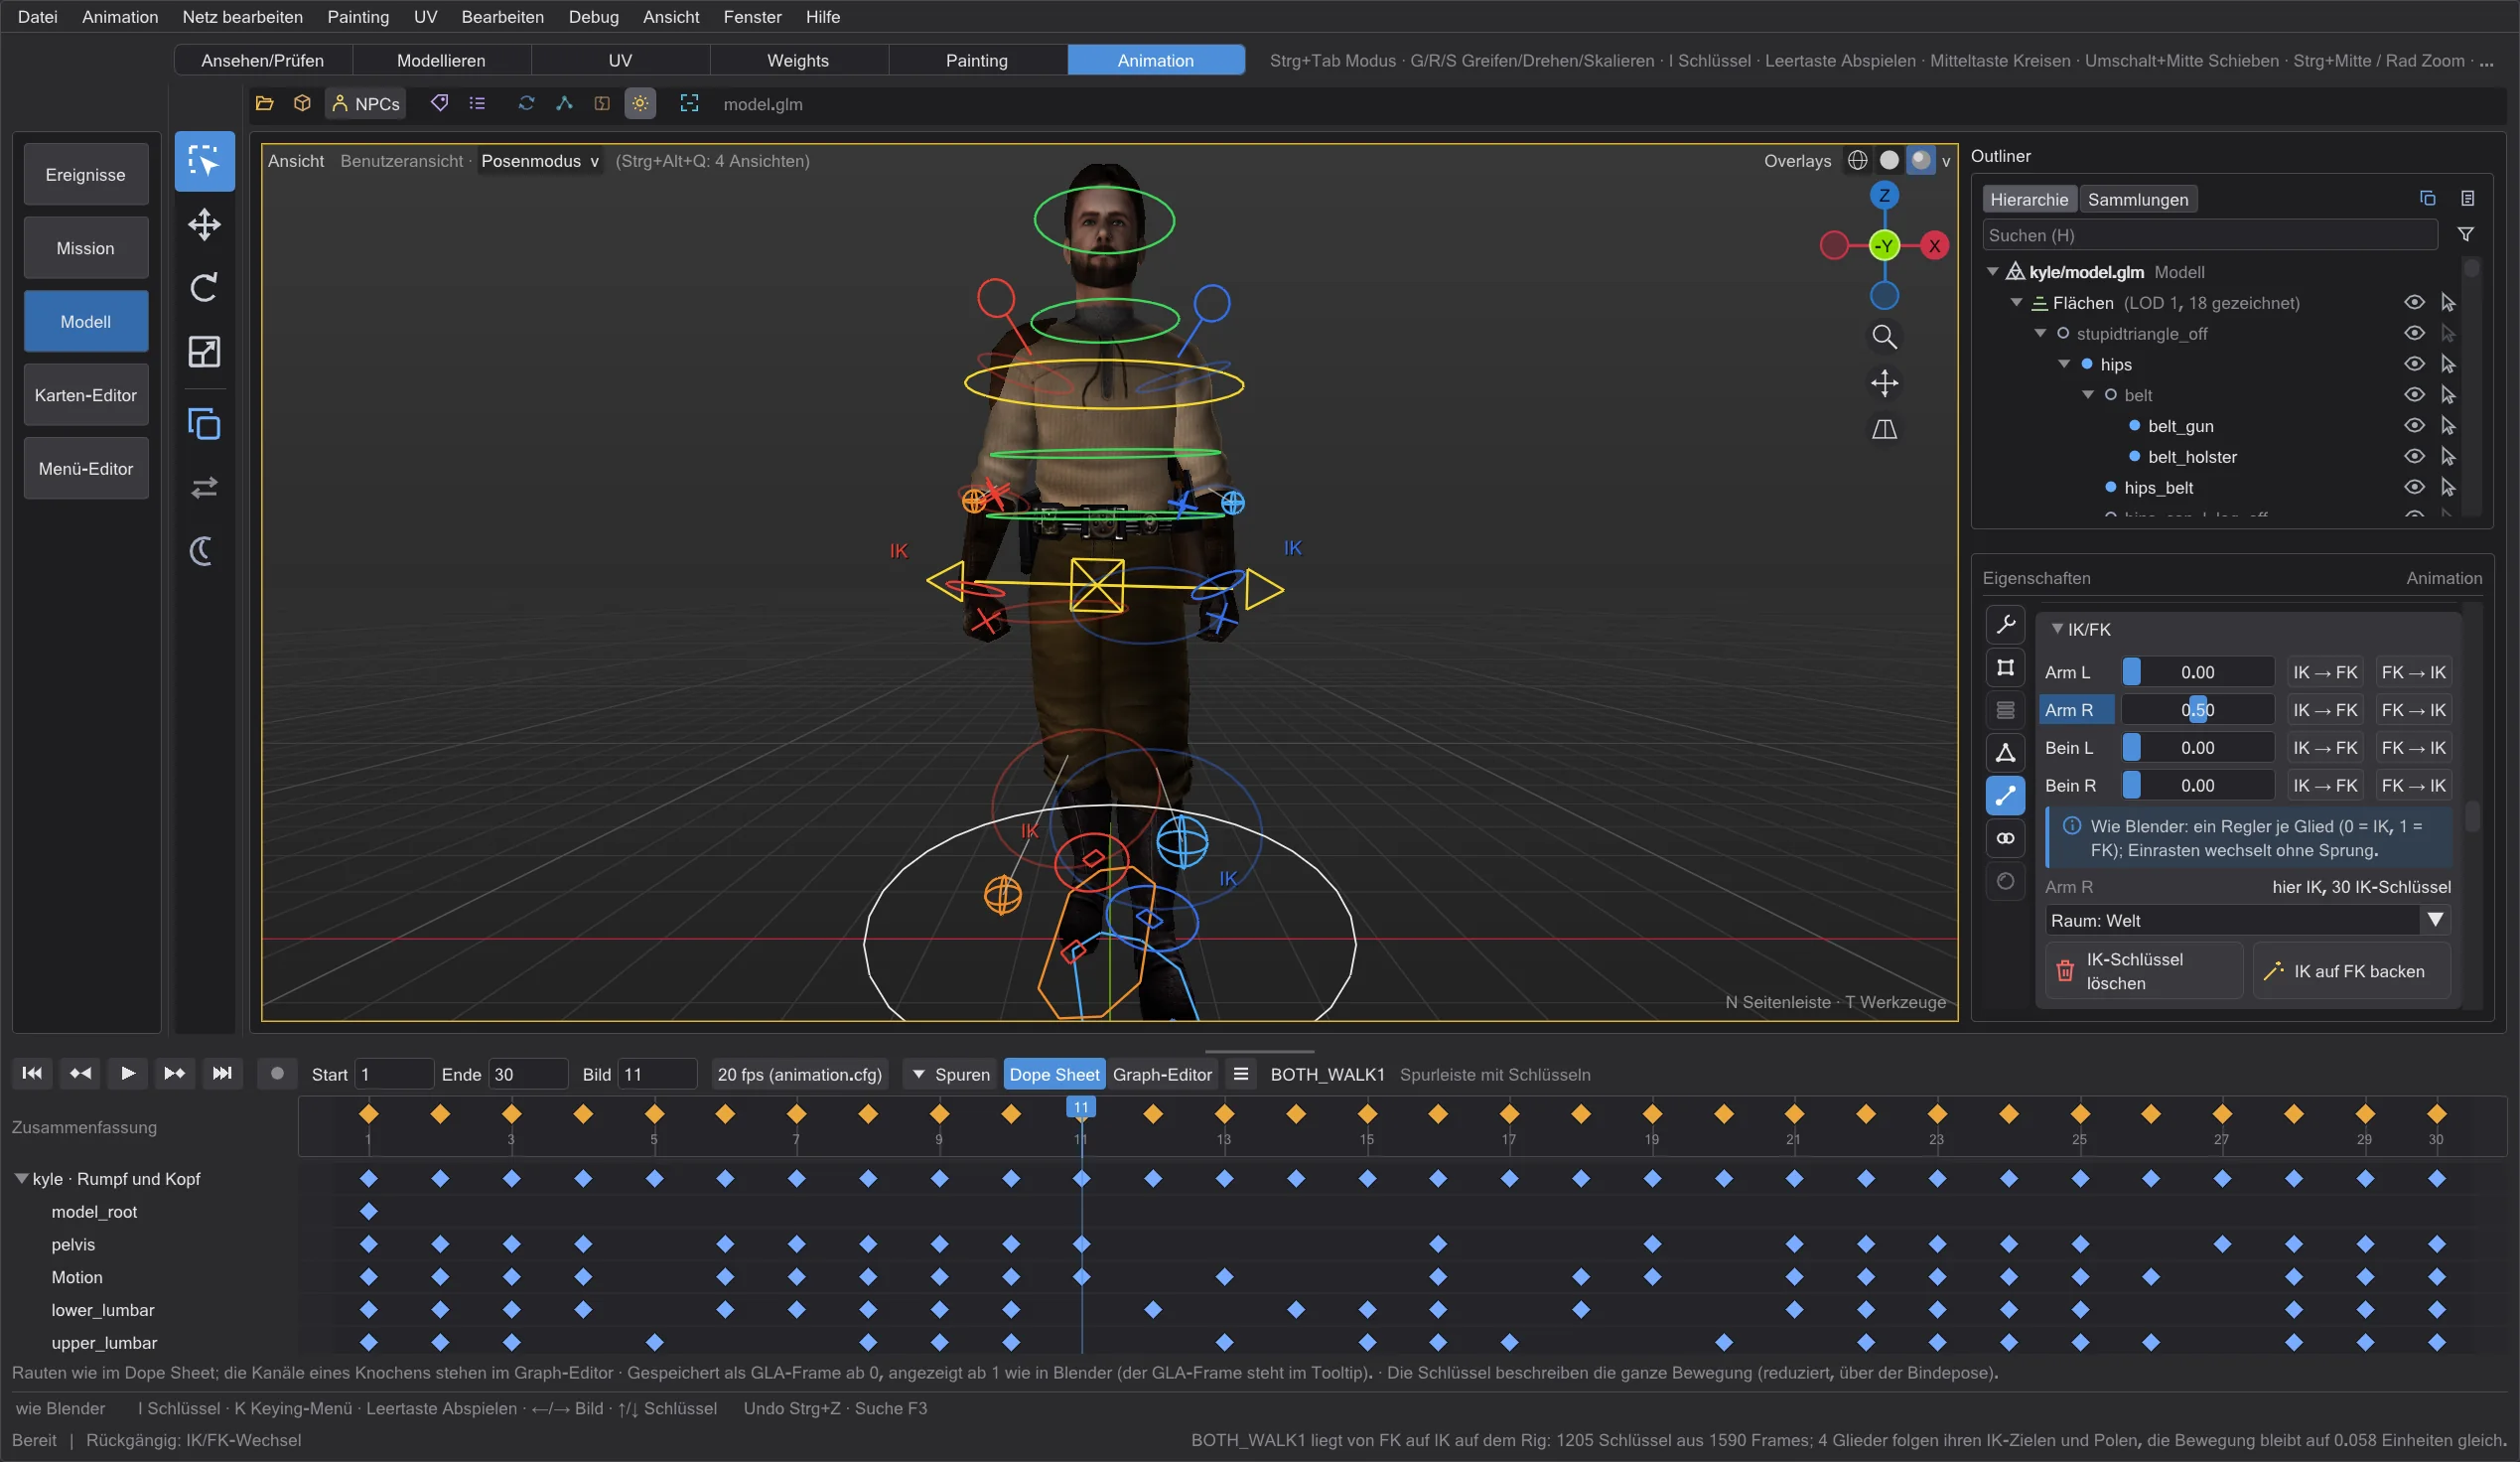 Datei Animation Netz bearbeiten Painting UV Bearbeiten Debug Ansicht Fenster Hilfe
Ansehen/Prüfen Modellieren UV Weights Painting Animation Strg+Tab Modus · G/R/S Greifen/Drehen/Skalieren · I Schlüssel · Leertaste Abspielen · Mitteltaste Kreisen · Umschalt+Mitte Schieben · Strg+Mitte / Rad Zoom · ...
NPCs model.glm
Ereignisse
Mission
Modell
Karten-Editor
Menü-Editor
Ansicht Benutzeransicht · Posenmodus v (Strg+Alt+Q: 4 Ansichten) Overlays v
Z
-Y X
IK IK
IK
IK
N Seitenleiste · T Werkzeuge
Outliner
Hierarchie Sammlungen
Suchen (H)
kyle/model.glm Modell
Flächen (LOD 1, 18 gezeichnet)
stupidtriangle_off
hips
belt
belt_gun
belt_holster
hips_belt
Eigenschaften Animation
IK/FK
Arm L 0.00 IK → FK FK → IK
Arm R 0.50 IK → FK FK → IK
Bein L 0.00 IK → FK FK → IK
Bein R 0.00 IK → FK FK → IK
Wie Blender: ein Regler je Glied (0 = IK, 1 =
FK); Einrasten wechselt ohne Sprung.
Arm R hier IK, 30 IK-Schlüssel
Raum: Welt
IK-Schlüssel
löschen
IK auf FK backen
Start 1 Ende 30 Bild 11 20 fps (animation.cfg) Spuren Dope Sheet Graph-Editor BOTH_WALK1 Spurleiste mit Schlüsseln
11
Zusammenfassung
1 3 5 7 9 11 13 15 17 19 21 23 25 27 29 30
kyle · Rumpf und Kopf
model_root
pelvis
Motion
lower_lumbar
upper_lumbar
Rauten wie im Dope Sheet; die Kanäle eines Knochens stehen im Graph-Editor · Gespeichert als GLA-Frame ab 0, angezeigt ab 1 wie in Blender (der GLA-Frame steht im Tooltip). · Die Schlüssel beschreiben die ganze Bewegung (reduziert, über der Bindepose).
wie Blender I Schlüssel · K Keying-Menü · Leertaste Abspielen · ←/→ Bild · ↑/↓ Schlüssel Undo Strg+Z · Suche F3
Bereit | Rückgängig: IK/FK-Wechsel BOTH_WALK1 liegt von FK auf IK auf dem Rig: 1205 Schlüssel aus 1590 Frames; 4 Glieder folgen ihren IK-Zielen und Polen, die Bewegung bleibt auf 0.058 Einheiten gleich.